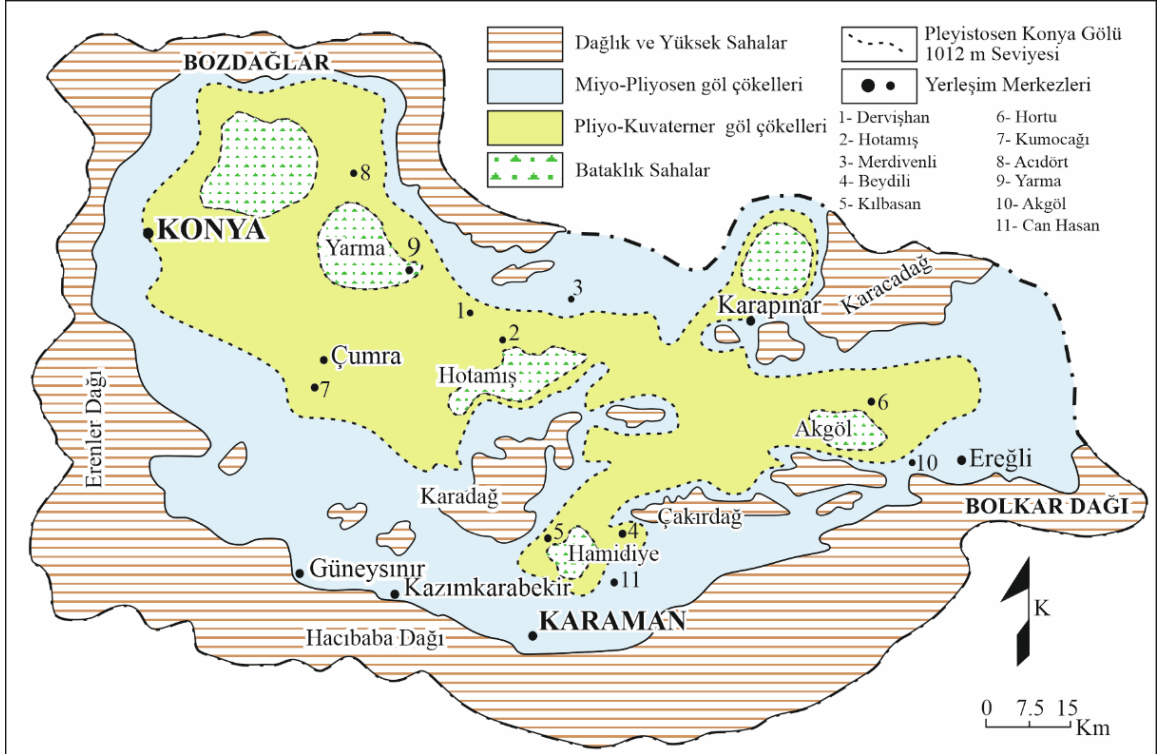 BOZDAĞLAR
Dağlık ve Yüksek Sahalar
Miyo-Pliyosen göl çökelleri
Pliyo-Kuvaterner göl çökelleri
Bataklık Sahalar
Pleyistosen Konya Gölü
1012 m Seviyesi
Yerleşim Merkezleri
1- Dervişhan
2- Hotamış
3- Merdivenli
4- Beydili
5- Kılbasan
6- Hortu
7- Kumocağı
8- Acıdört
9- Yarma
10- Akgöl
11- Can Hasan
8
KONYA
Yarma
9
1
2
3
Karapınar
Karacadağ
Çumra
7
Hotamış
Erenler Dağı
6
Akgöl
10
Ereğli
Karadağ
Çakırdağ
BOLKAR DAĞI
5
4
Hamidiye
11
Güneysınır
Kazımkarabekir
KARAMAN
Hacıbaba Dağı
K
0 7.5 15
Km